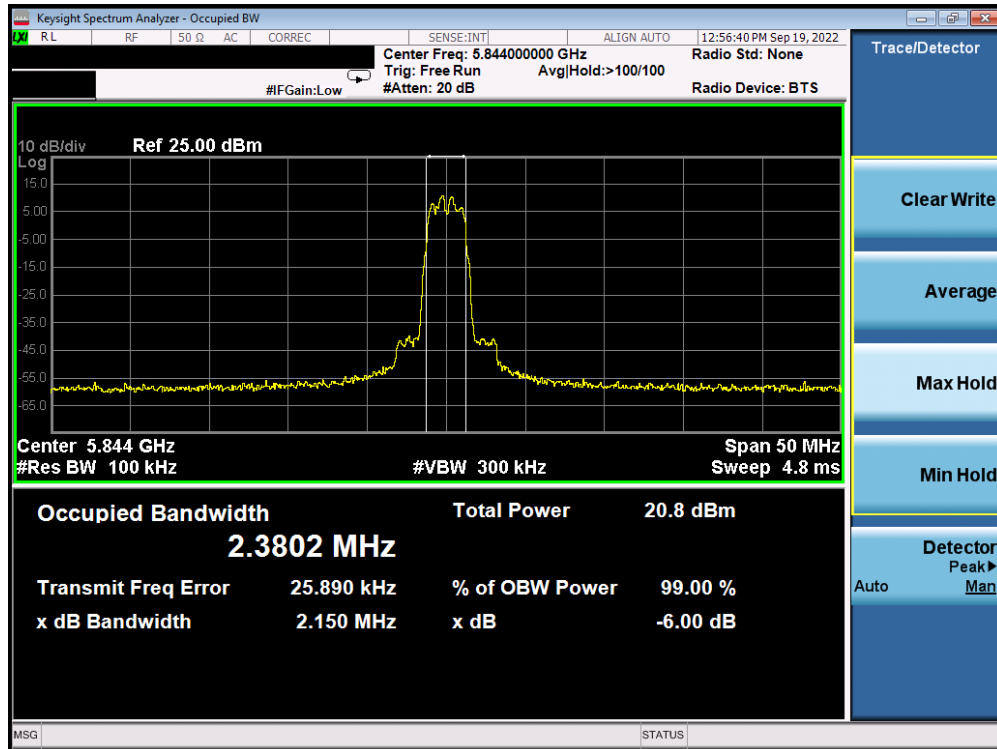 Keysight Spectrum Analyzer - Occupied BW
LXI RL RF 50 Ω AC CORREC SENSE:INT ALIGN AUTO 12:56:40 PM Sep 19, 2022
Center Freq: 5.844000000 GHz Radio Std: None
Trig: Free Run Avg|Hold:>100/100
#IFGain:Low #Atten: 20 dB Radio Device: BTS
10 dB/div Ref 25.00 dBm
Log
15.0
5.00
-5.00
-15.0
-25.0
-35.0
-45.0
-55.0
-65.0
Center 5.844 GHz Span 50 MHz
#Res BW 100 kHz #VBW 300 kHz Sweep 4.8 ms
Occupied Bandwidth Total Power 20.8 dBm
2.3802 MHz
Transmit Freq Error 25.890 kHz % of OBW Power 99.00 %
x dB Bandwidth 2.150 MHz x dB -6.00 dB
Trace/Detector
Clear Write
Average
Max Hold
Min Hold
Detector
Peak▶
Auto Man
MSG STATUS